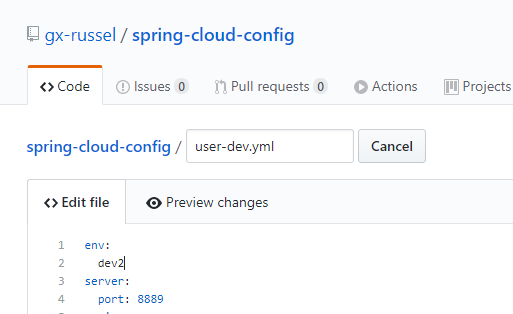 gx-russel / spring-cloud-config
Code Issues 0 Pull requests 0 Actions Projects
spring-cloud-config / user-dev.yml Cancel
Edit file Preview changes
1 env:
2 dev2
3 server:
4 port: 8889